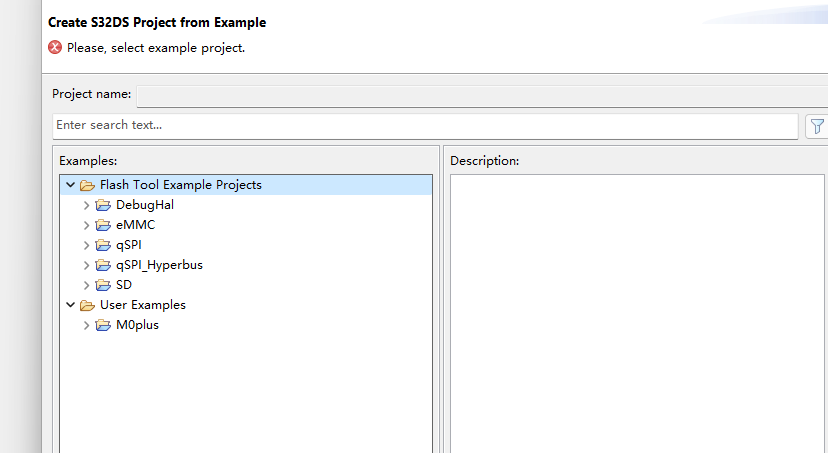 Create S32DS Project from Example
Please, select example project.
Project name:
Enter search text...
Examples:
Flash Tool Example Projects
DebugHal
eMMC
qSPI
qSPI_Hyperbus
SD
User Examples
M0plus
Description: